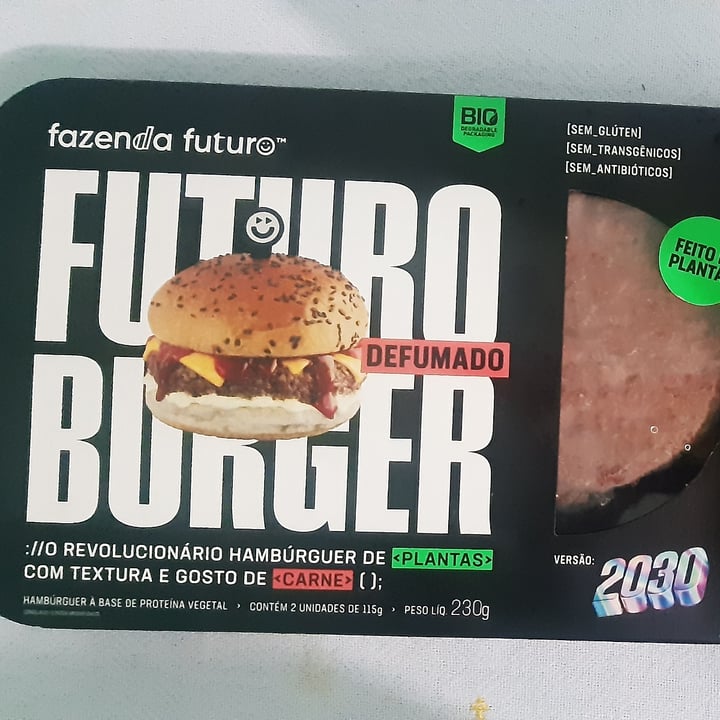 fazenda futuro™
BIO
DEGRADABLE
PACKAGING
[SEM_GLÚTEN]
[SEM_TRANSGÊNICOS]
[SEM_ANTIBIÓTICOS]
FUTURO
BURGER
DEFUMADO
FEITO
PLANTA
://O REVOLUCIONÁRIO HAMBÚRGUER DE <PLANTAS>
COM TEXTURA E GOSTO DE <CARNE> ( );
HAMBÚRGUER À BASE DE PROTEÍNA VEGETAL › CONTÉM 2 UNIDADES DE 115g › PESO LÍQ. 230g
VERSÃO: 2030